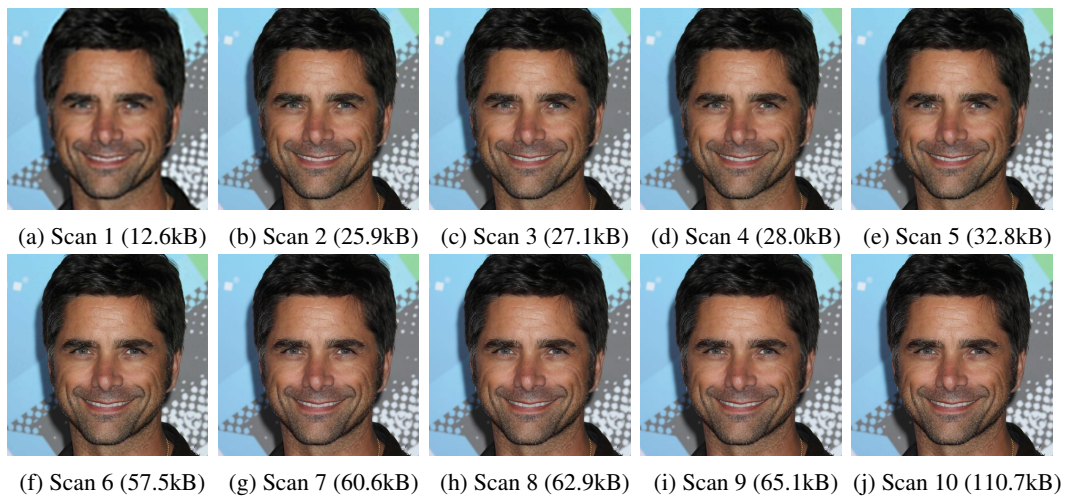 (a) Scan 1 (12.6kB) (b) Scan 2 (25.9kB) (c) Scan 3 (27.1kB) (d) Scan 4 (28.0kB) (e) Scan 5 (32.8kB)
(f) Scan 6 (57.5kB) (g) Scan 7 (60.6kB) (h) Scan 8 (62.9kB) (i) Scan 9 (65.1kB) (j) Scan 10 (110.7kB)